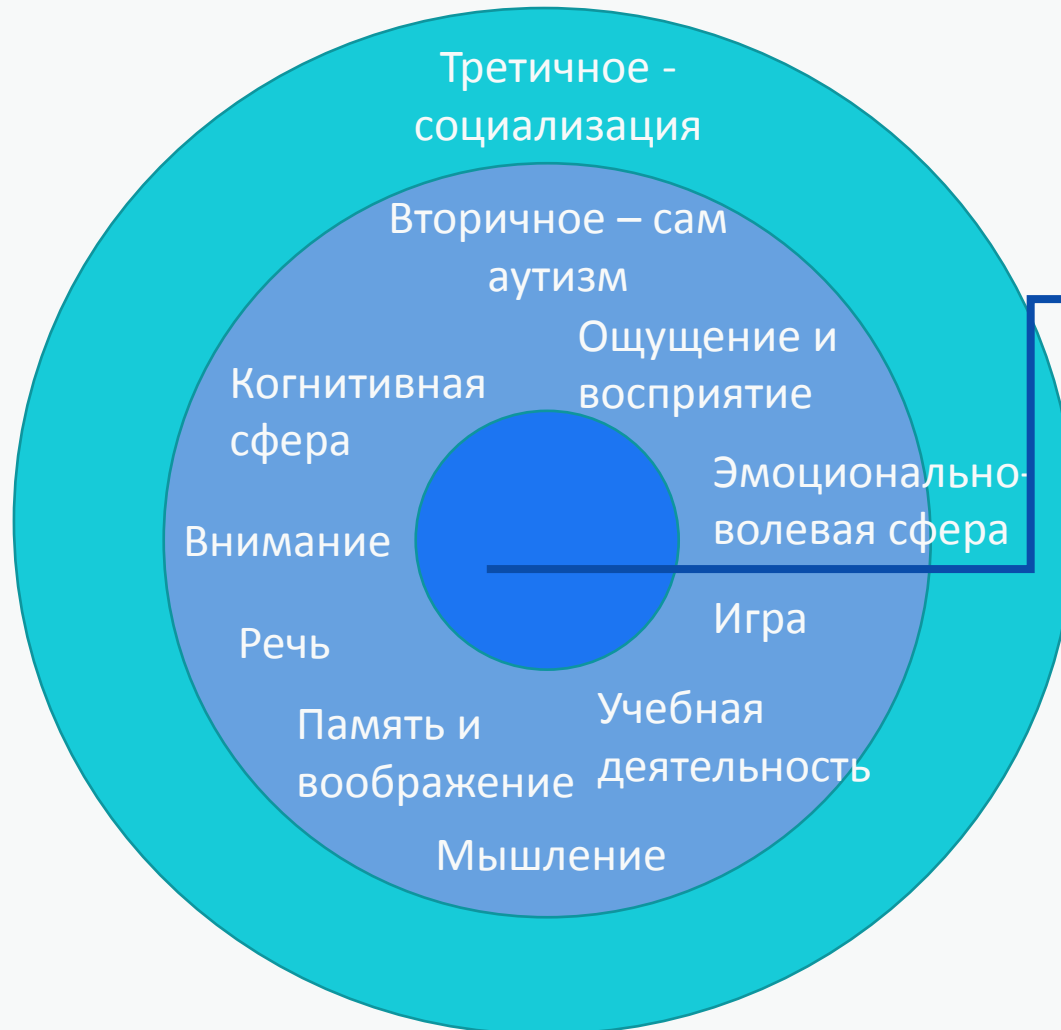 Третичное -
социализация
Вторичное – сам
аутизм
Ощущение и
восприятие
Когнитивная
сфера
Эмоционально-
волевая сфера
Внимание
Игра
Речь
Учебная
деятельность
Память и
воображение
Мышление